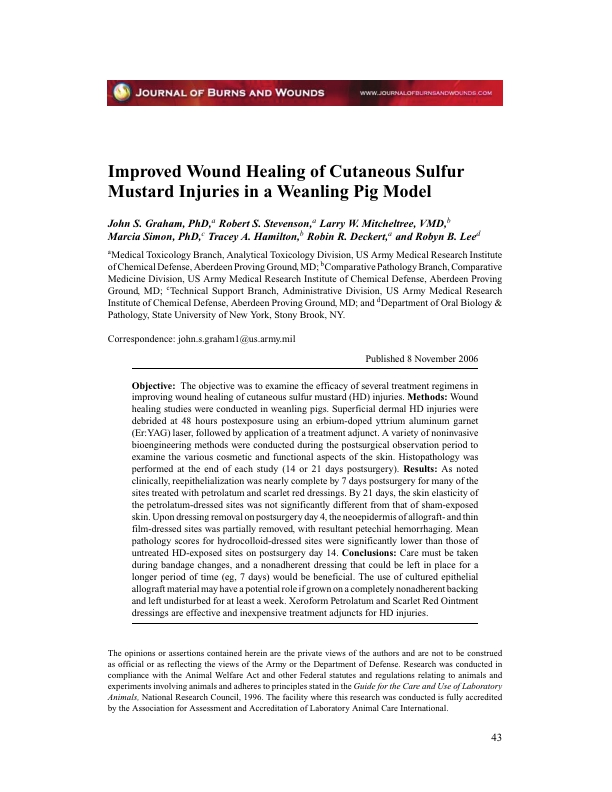 JOURNAL OF BURNS AND WOUNDS
WWW.JOURNALOFBURNSANDWOUNDS.COM
Improved Wound Healing of Cutaneous Sulfur
Mustard Injuries in a Weanling Pig Model
John S. Graham, PhD,a Robert S. Stevenson,a Larry W. Mitcheltree, VMD,b
Marcia Simon, PhD,c Tracey A. Hamilton,b Robin R. Deckert,a and Robyn B. Leed
aMedical Toxicology Branch, Analytical Toxicology Division, US Army Medical Research Institute
of Chemical Defense, Aberdeen Proving Ground, MD; bComparative Pathology Branch, Comparative
Medicine Division, US Army Medical Research Institute of Chemical Defense, Aberdeen Proving
Ground, MD; cTechnical Support Branch, Administrative Division, US Army Medical Research
Institute of Chemical Defense, Aberdeen Proving Ground, MD; and dDepartment of Oral Biology &
Pathology, State University of New York, Stony Brook, NY.
Correspondence: john.s.graham1@us.army.mil
Published 8 November 2006
Objective: The objective was to examine the efficacy of several treatment regimens in
improving wound healing of cutaneous sulfur mustard (HD) injuries. Methods: Wound
healing studies were conducted in weanling pigs. Superficial dermal HD injuries were
debrided at 48 hours postexposure using an erbium-doped yttrium aluminum garnet
(Er:YAG) laser, followed by application of a treatment adjunct. A variety of noninvasive
bioengineering methods were conducted during the postsurgical observation period to
examine the various cosmetic and functional aspects of the skin. Histopathology was
performed at the end of each study (14 or 21 days postsurgery). Results: As noted
clinically, reepithelialization was nearly complete by 7 days postsurgery for many of the
sites treated with petrolatum and scarlet red dressings. By 21 days, the skin elasticity of
the petrolatum-dressed sites was not significantly different from that of sham-exposed
skin. Upon dressing removal on postsurgery day 4, the neoepidermis of allograft- and thin
film-dressed sites was partially removed, with resultant petechial hemorrhaging. Mean
pathology scores for hydrocolloid-dressed sites were significantly lower than those of
untreated HD-exposed sites on postsurgery day 14. Conclusions: Care must be taken
during bandage changes, and a nonadherent dressing that could be left in place for a
longer period of time (eg, 7 days) would be beneficial. The use of cultured epithelial
allograft material may have a potential role if grown on a completely nonadherent backing
and left undisturbed for at least a week. Xeroform Petrolatum and Scarlet Red Ointment
dressings are effective and inexpensive treatment adjuncts for HD injuries.
The opinions or assertions contained herein are the private views of the authors and are not to be construed
as official or as reflecting the views of the Army or the Department of Defense. Research was conducted in
compliance with the Animal Welfare Act and other Federal statutes and regulations relating to animals and
experiments involving animals and adheres to principles stated in the Guide for the Care and Use of Laboratory
Animals, National Research Council, 1996. The facility where this research was conducted is fully accredited
by the Association for Assessment and Accreditation of Laboratory Animal Care International.
43